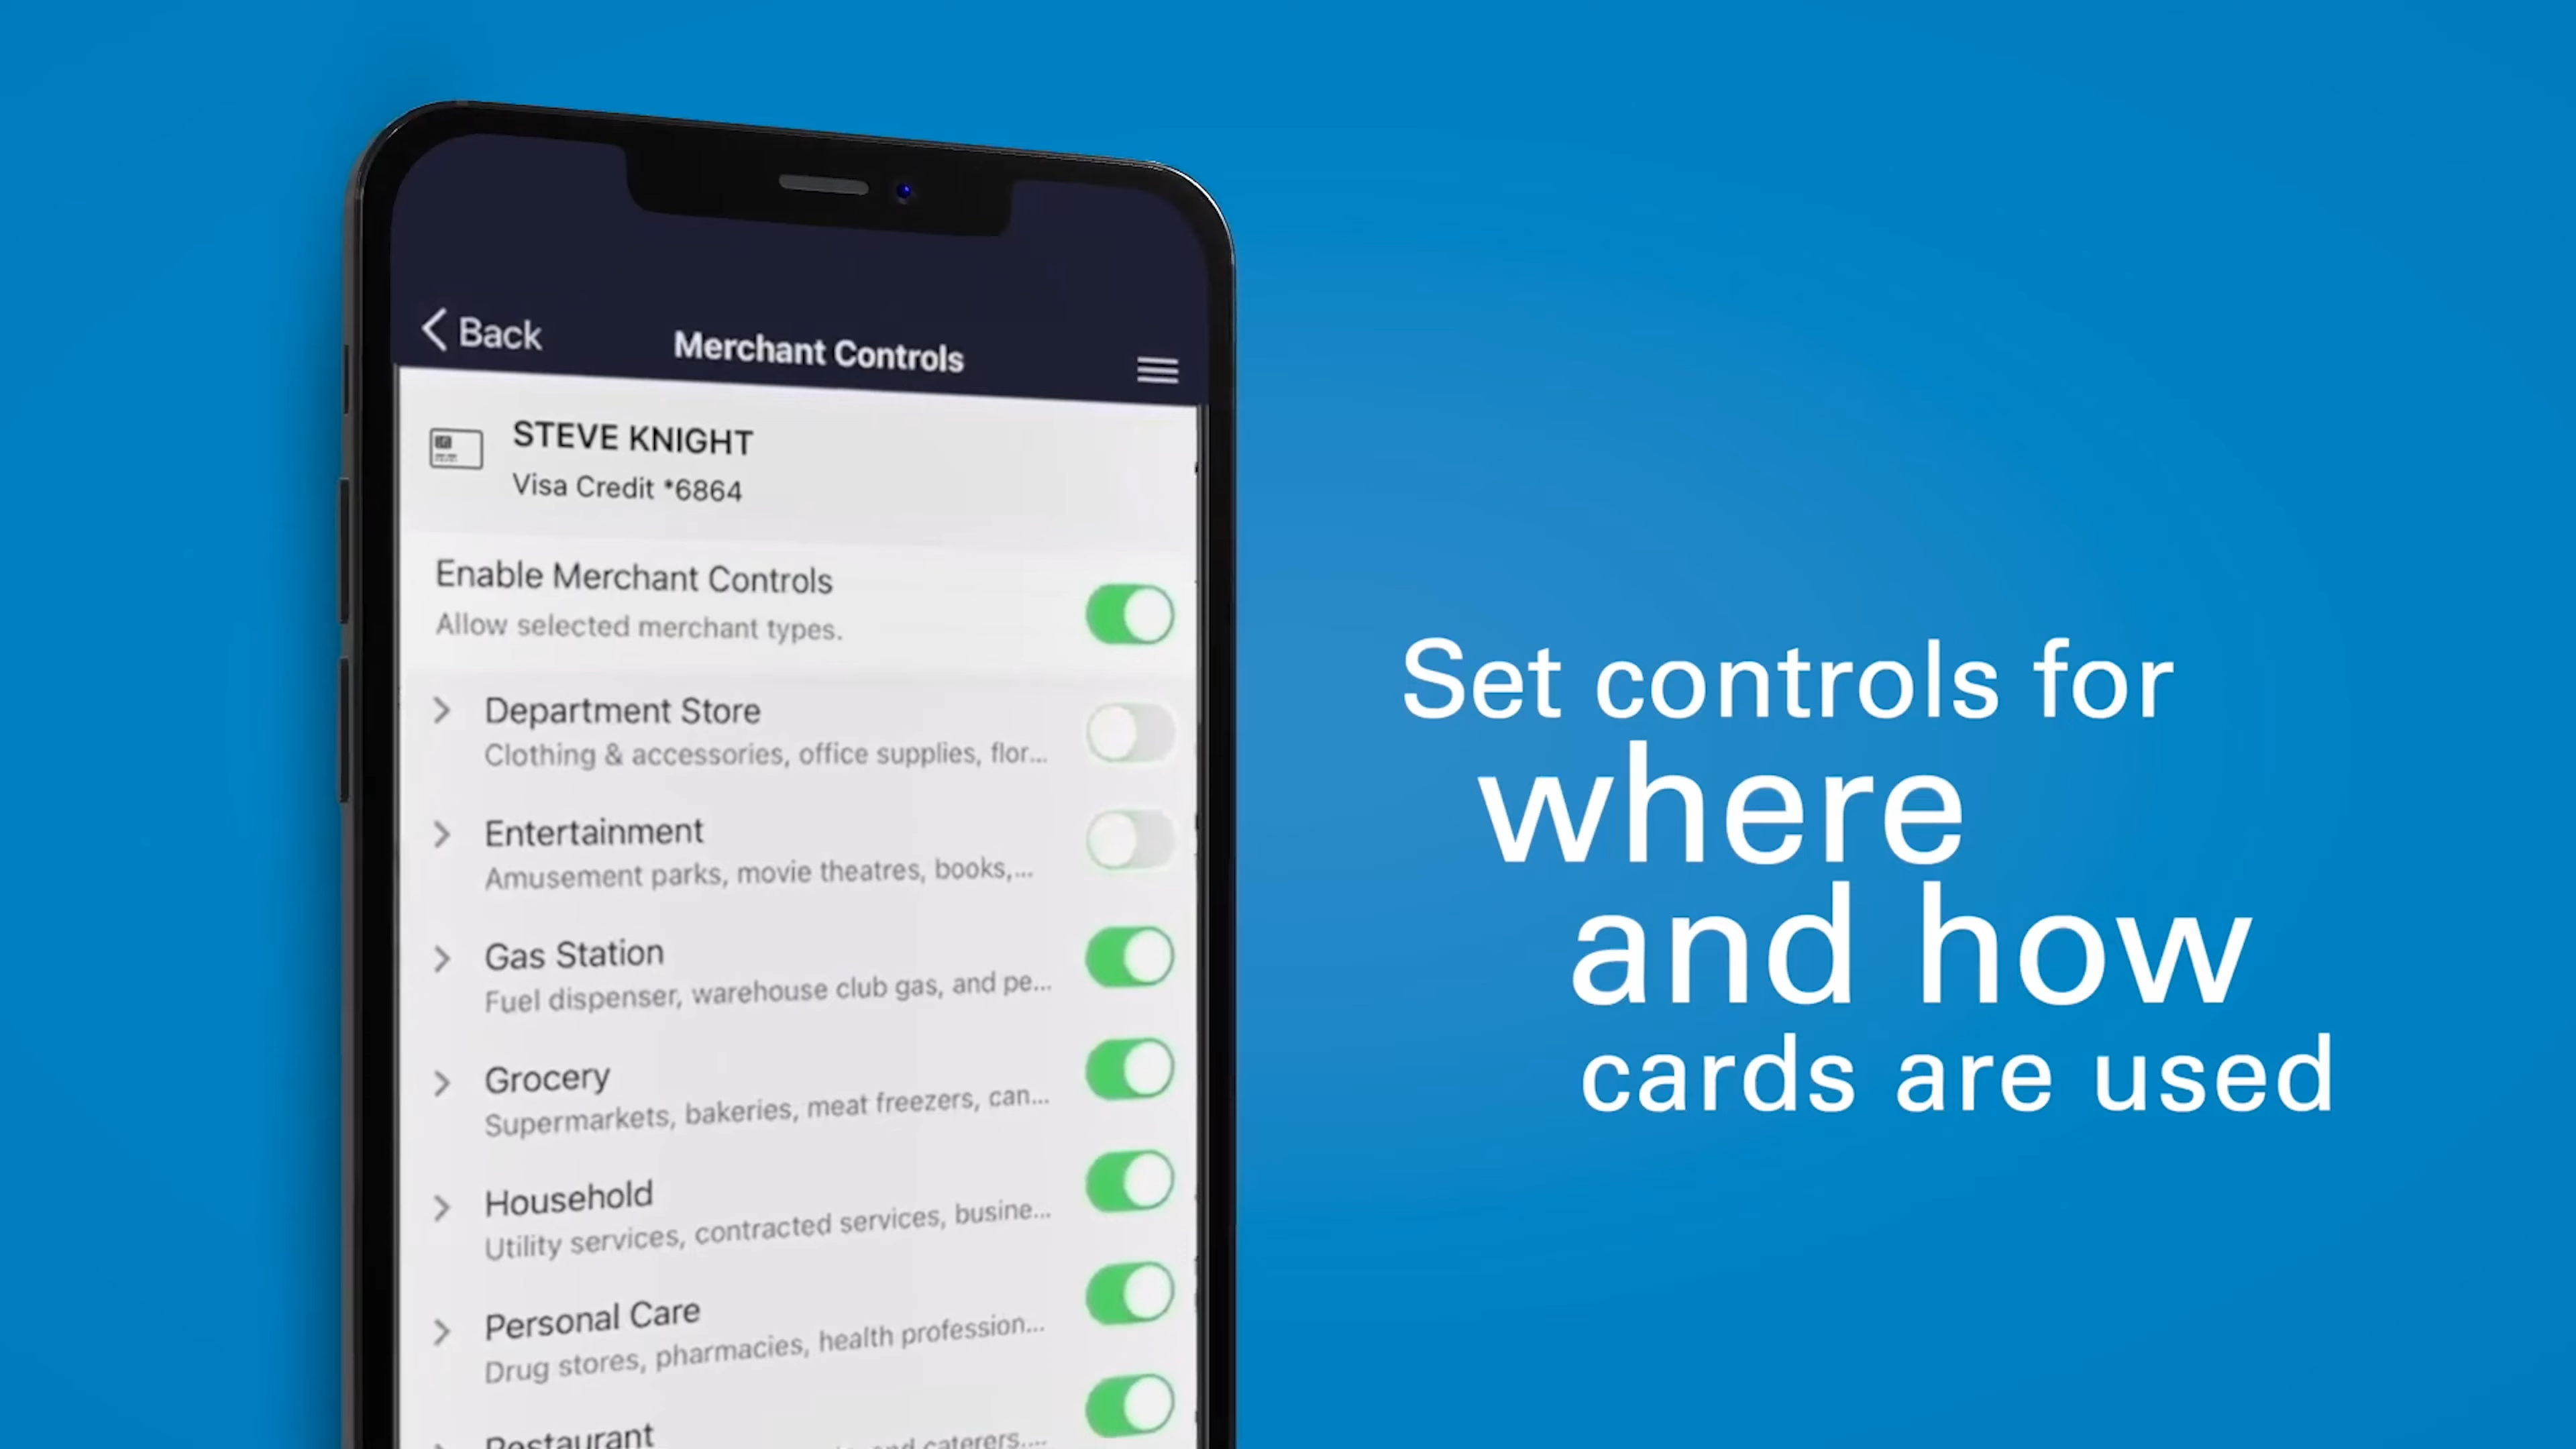 Back
Merchant Controls
STEVE KNIGHT
Visa Credit *6864
Enable Merchant Controls
Allow selected merchant types.
Department Store
Clothing & accessories, office supplies, flor...
Entertainment
Amusement parks, movie theatres, books,...
Gas Station
Fuel dispenser, warehouse club gas, and pe...
Grocery
Supermarkets, bakeries, meat freezers, can...
Household
Utility services, contracted services, busine...
Personal Care
Drug stores, pharmacies, health profession...
Restaurant
and caterers....
Set controls for
where
and how
cards are used